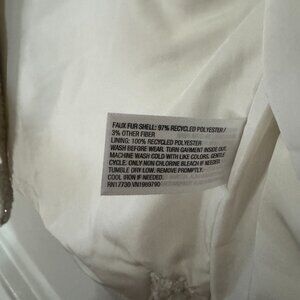 FAUX FUR SHELL: 97% RECYCLED POLYESTER /
3% OTHER FIBER
LINING: 100% RECYCLED POLYESTER
WASH BEFORE WEAR. TURN GARMENT INSIDE OUT.
MACHINE WASH COLD WITH LIKE COLORS. GENTLE
CYCLE. ONLY NON CHLORINE BLEACH IF NEEDED.
TUMBLE DRY LOW. REMOVE PROMPTLY.
COOL IRON IF NEEDED.
RN17730 VN1969790